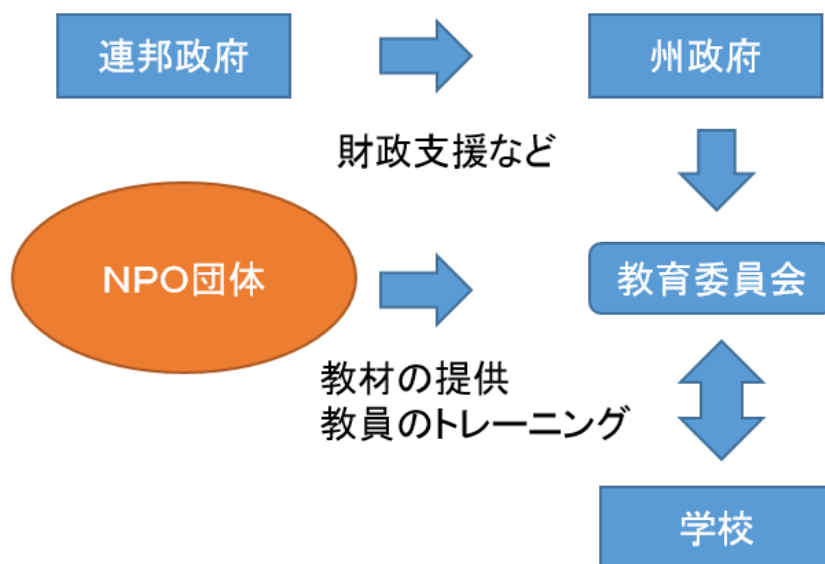 連邦政府
州政府
財政支援など
NPO団体
教育委員会
教材の提供
教員のトレーニング
学校